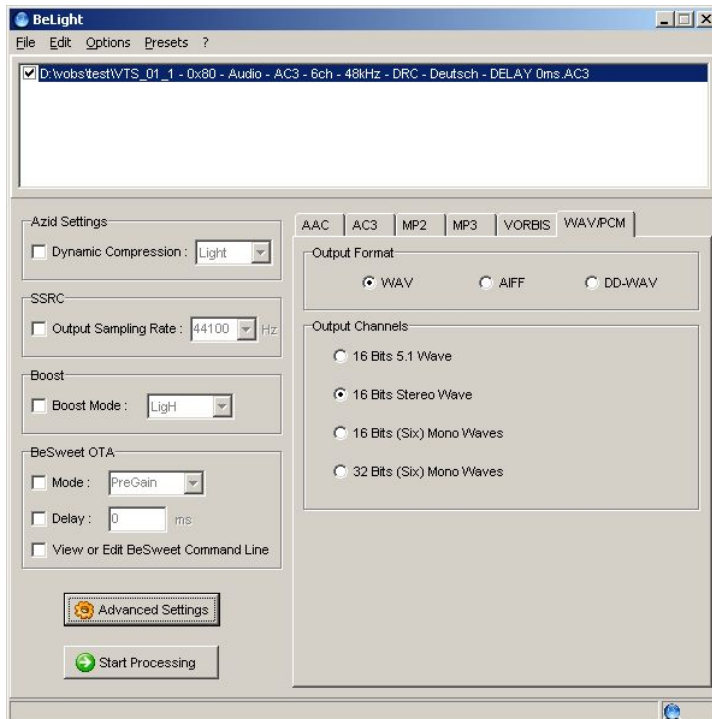 BeLight
File Edit Options Presets ?
D:\vobs\test\VTS_01_1 - 0x80 - Audio - AC3 - 6ch - 48kHz - DRC - Deutsch - DELAY 0ms.AC3
Azid Settings
Dynamic Compression : Light
SSRC
Output Sampling Rate : 44100 Hz
Boost
Boost Mode : LigH
BeSweet OTA
Mode : PreGain
Delay : 0 ms
View or Edit BeSweet Command Line
Advanced Settings
Start Processing
AAC AC3 MP2 MP3 VORBIS WAV/PCM
Output Format
WAV AIFF DD-WAV
Output Channels
16 Bits 5.1 Wave
16 Bits Stereo Wave
16 Bits (Six) Mono Waves
32 Bits (Six) Mono Waves